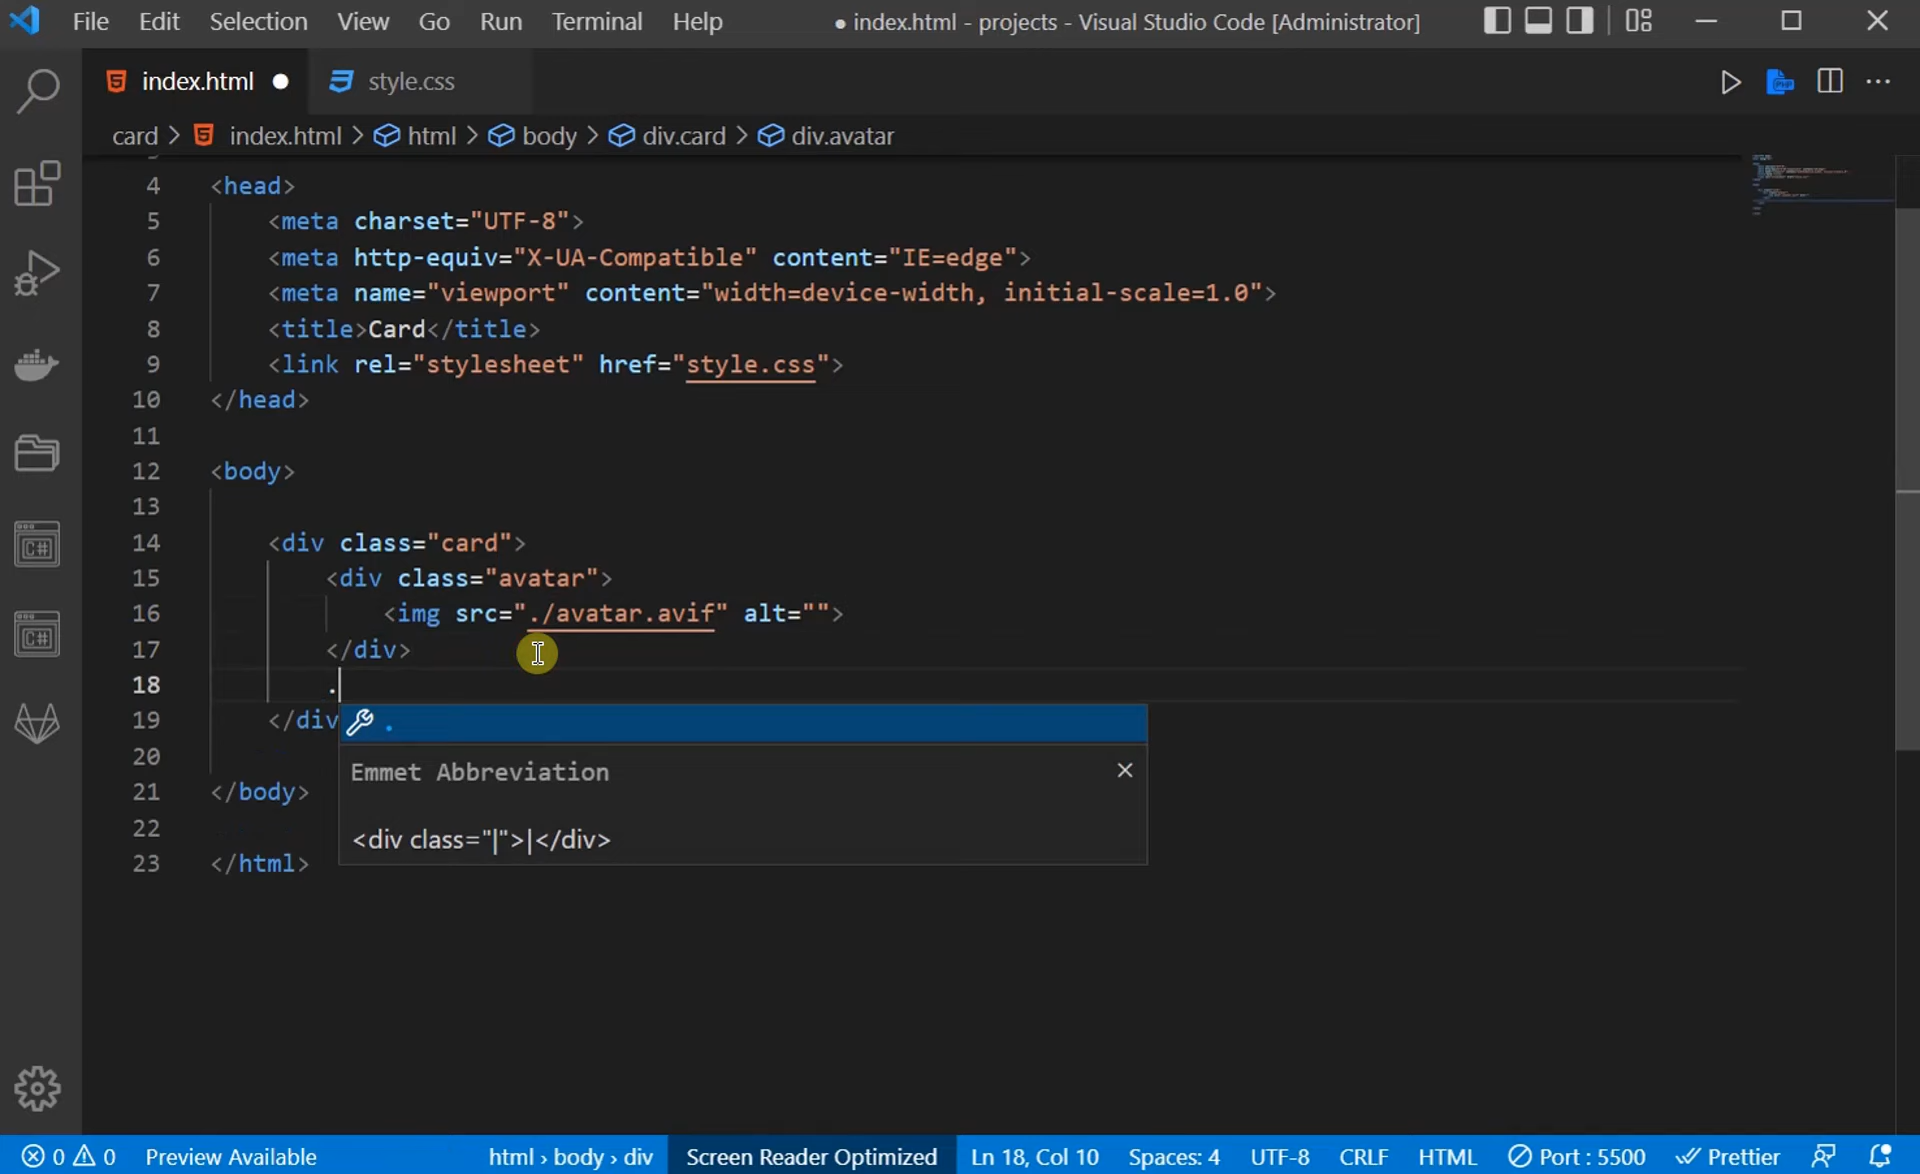 File Edit Selection View Go Run Terminal Help ● index.html - projects - Visual Studio Code [Administrator]
index.html ● style.css
card > index.html > html > body > div.card > div.avatar
4 <head>
5 <meta charset="UTF-8">
6 <meta http-equiv="X-UA-Compatible" content="IE=edge">
7 <meta name="viewport" content="width=device-width, initial-scale=1.0">
8 <title>Card</title>
9 <link rel="stylesheet" href="style.css">
10 </head>
11
12 <body>
13
14 <div class="card">
15 <div class="avatar">
16 <img src="./avatar.avif" alt="">
17 </div>
18 .
19 </div
.
20
Emmet Abbreviation
21 </body>
22
<div class="|">|</div>
23 </html>
0 0 Preview Available html › body › div Screen Reader Optimized Ln 18, Col 10 Spaces: 4 UTF-8 CRLF HTML Port : 5500 Prettier